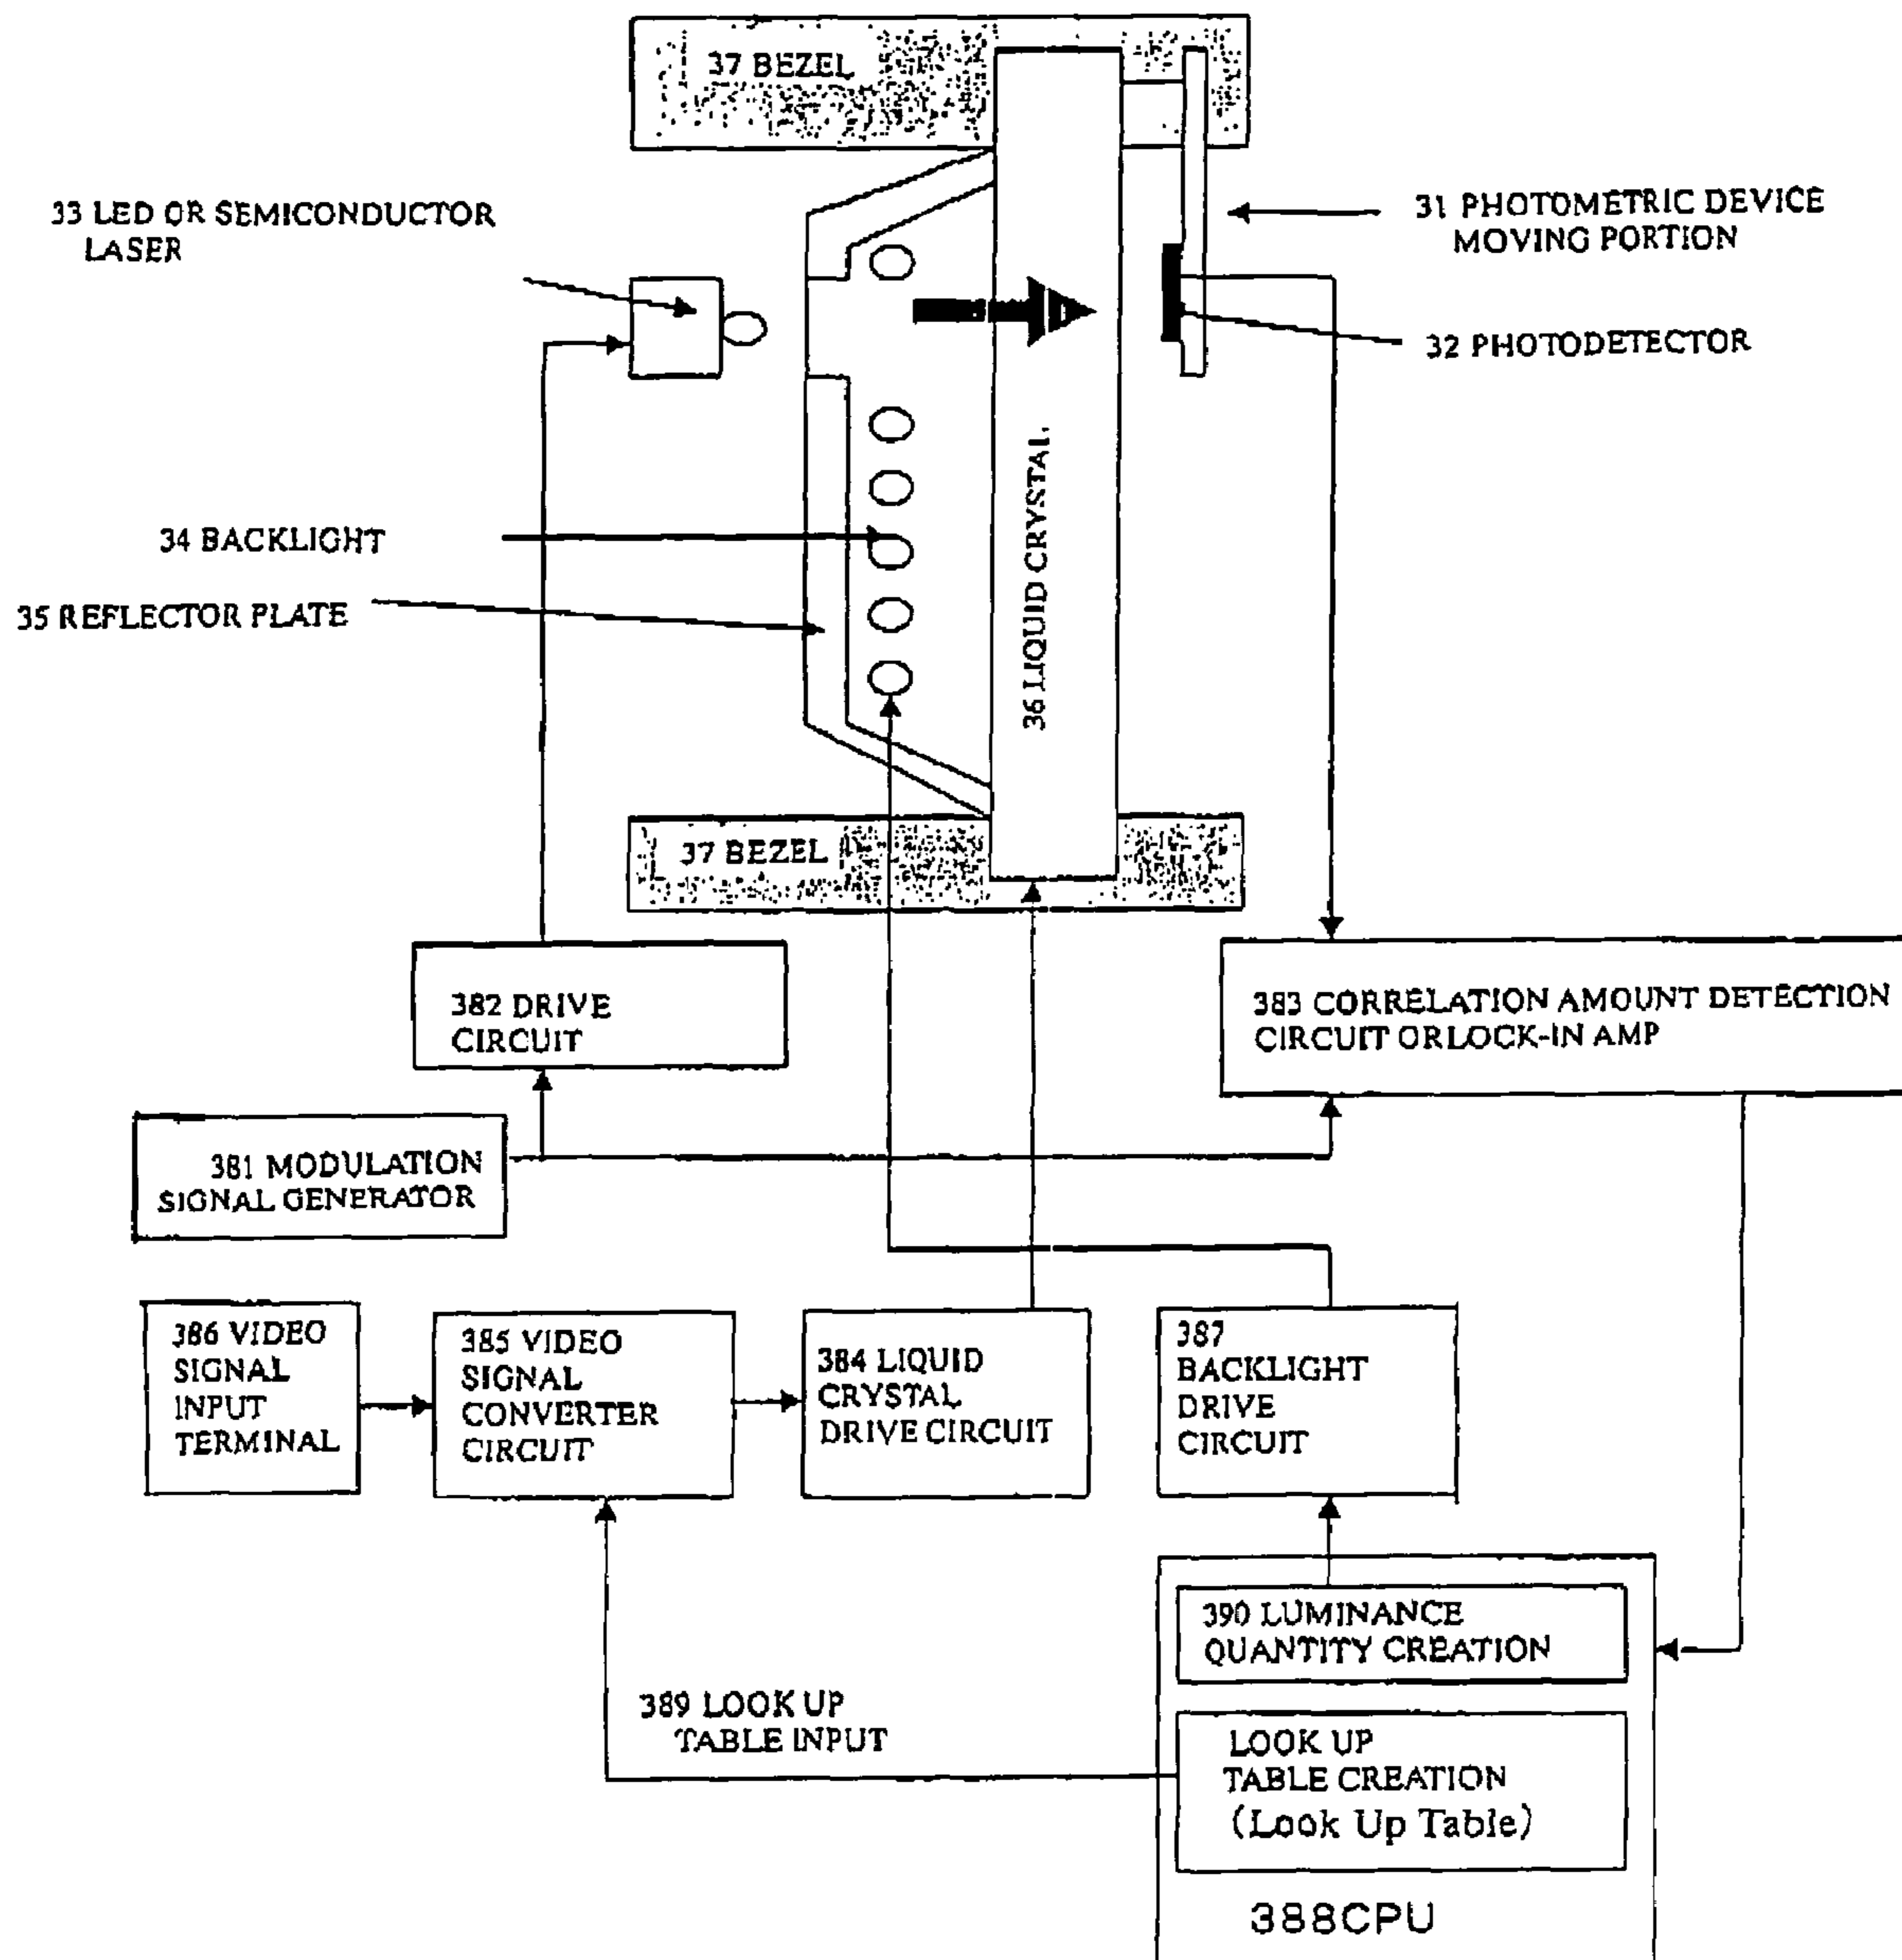 37 BEZEL
33 LED OR SEMICONDUCTOR
LASER
31 PHOTOMETRIC DEVICE
MOVING PORTION
32 PHOTODETECTOR
36 LIQUID CRYSTAL
34 BACKLIGHT
35 REFLECTOR PLATE
37 BEZEL
382 DRIVE
CIRCUIT
383 CORRELATION AMOUNT DETECTION
CIRCUIT ORLOCK-IN AMP
381 MODULATION
SIGNAL GENERATOR
386 VIDEO
SIGNAL
INPUT
TERMINAL
385 VIDEO
SIGNAL
CONVERTER
CIRCUIT
384 LIQUID
CRYSTAL
DRIVE CIRCUIT
387
BACKLIGHT
DRIVE
CIRCUIT
390 LUMINANCE
QUANTITY CREATION
389 LOOK UP
TABLE INPUT
LOOK UP
TABLE CREATION
(Look Up Table)
388CPU